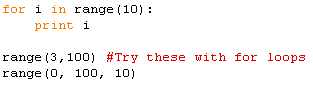 for i in range(10):
    print i
range(3,100) #Try these with for loops
range(0, 100, 10)